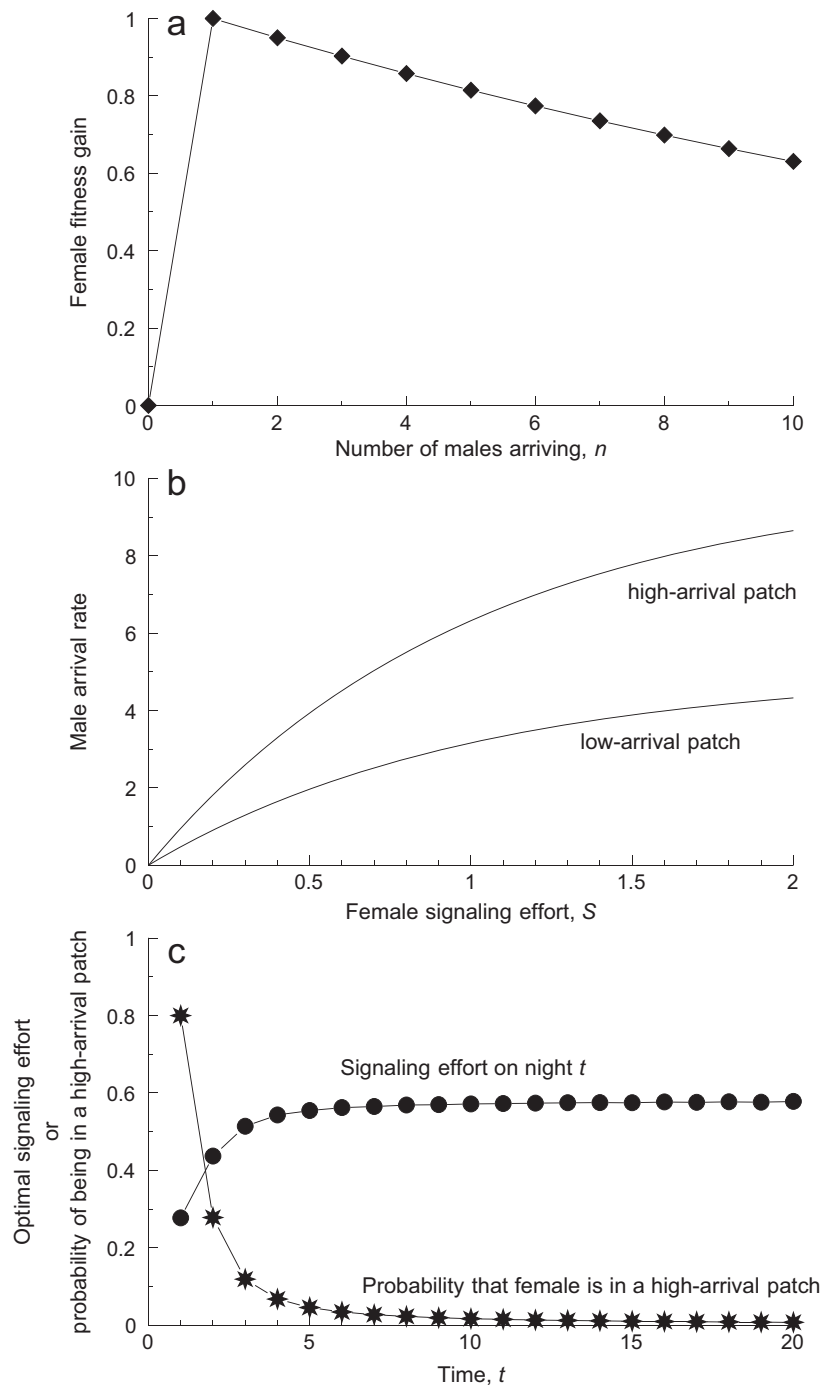 a
1
0.8
0.6
0.4
0.2
0
Female fitness gain
0 2 4 6 8 10
Number of males arriving, n
b
10
8
6
4
2
0
Male arrival rate
high-arrival patch
low-arrival patch
0 0.5 1 1.5 2
Female signaling effort, S
c
1
0.8
0.6
0.4
0.2
0
Optimal signaling effort
or
probability of being in a high-arrival patch
Signaling effort on night t
Probability that female is in a high-arrival patch
0 5 10 15 20
Time, t